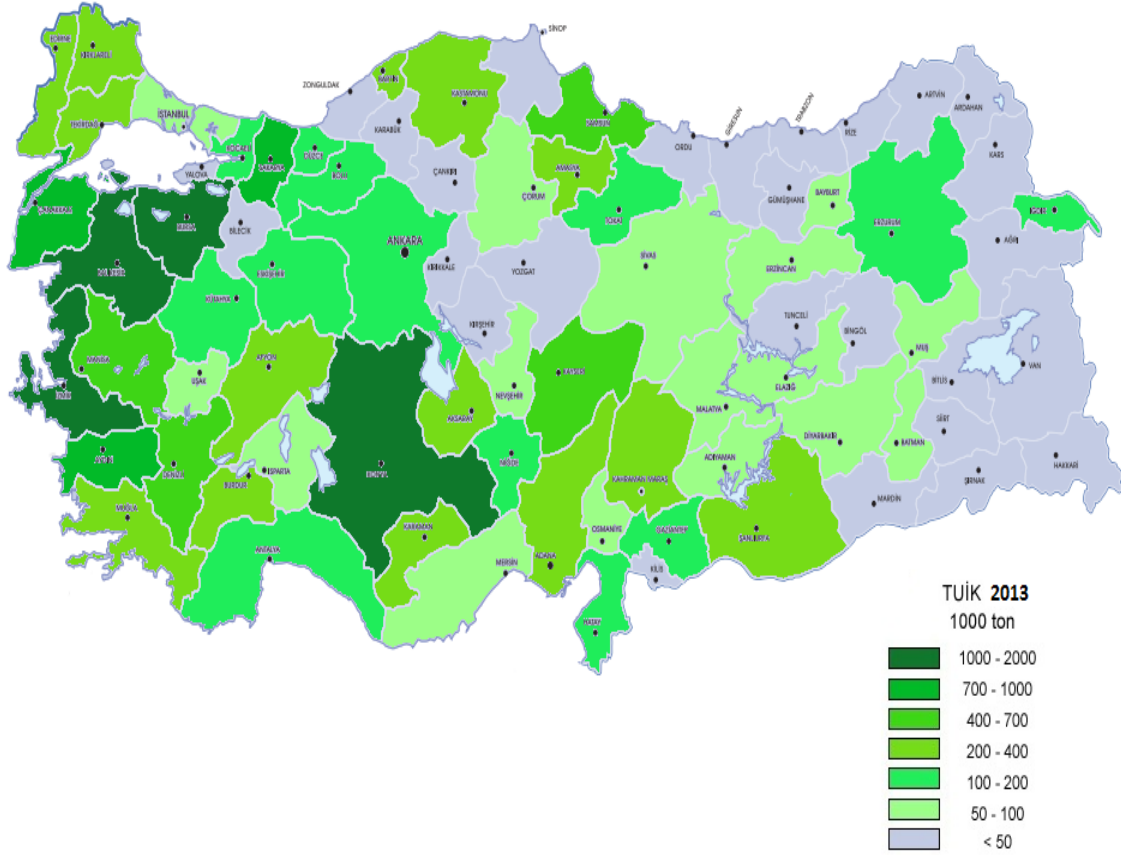 SİNOP
EDİRNE
KIRKLARELİ
ZONGULDAK
BARTIN
KASTAMONU
ARTVİN
ARDAHAN
TEKİRDAĞ
İSTANBUL
KARABÜK
SAMSUN
ORDU
GİRESUN
TRABZON
RİZE
KARS
KOCAELİ
SAKARYA
DÜZCE
BOLU
YALOVA
ÇANKIRI
ÇORUM
AMASYA
TOKAT
GÜMÜŞHANE
BAYBURT
ERZURUM
IĞDIR
ÇANAKKALE
BURSA
BİLECİK
ANKARA
KIRIKKALE
YOZGAT
SİVAS
ERZİNCAN
AĞRI
BALIKESİR
ESKİŞEHİR
KÜTAHYA
KIRŞEHİR
TUNCELİ
BİNGÖL
MUŞ
MANİSA
UŞAK
AFYON
NEVŞEHİR
KAYSERİ
ELAZIĞ
BİTLİS
VAN
İZMİR
AKSARAY
MALATYA
DİYARBAKIR
BATMAN
SİİRT
AYDIN
DENİZLİ
ISPARTA
BURDUR
KONYA
NİĞDE
KAHRAMAN MARAŞ
ADIYAMAN
MARDİN
ŞIRNAK
HAKKARİ
MUĞLA
ANTALYA
KARAMAN
MERSİN
ADANA
OSMANİYE
GAZİANTEP
KİLİS
ŞANLIURFA
HATAY
TUİK 2013
1000 ton
1000 - 2000
700 - 1000
400 - 700
200 - 400
100 - 200
50 - 100
< 50